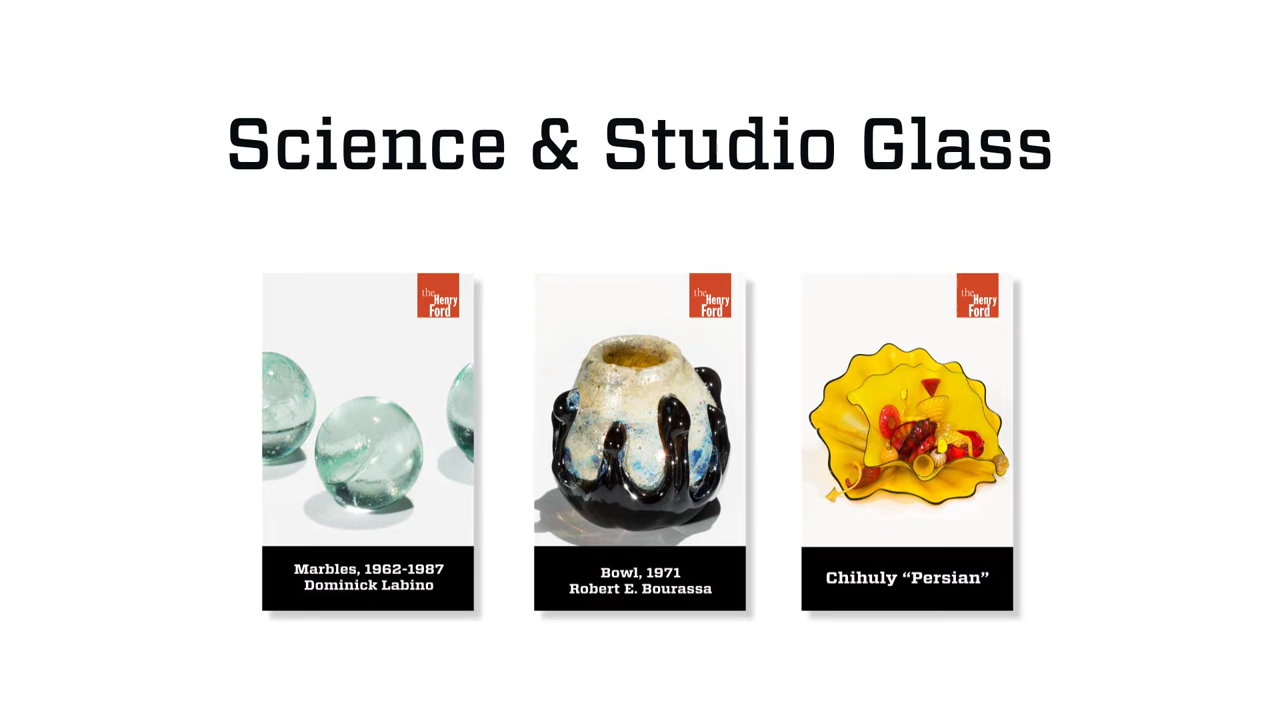 Science & Studio Glass
the
Henry
Ford
the
Henry
Ford
the
Henry
Ford
Marbles, 1962-1987
Dominick Labino
Bowl, 1971
Robert E. Bourassa
Chihuly “Persian”